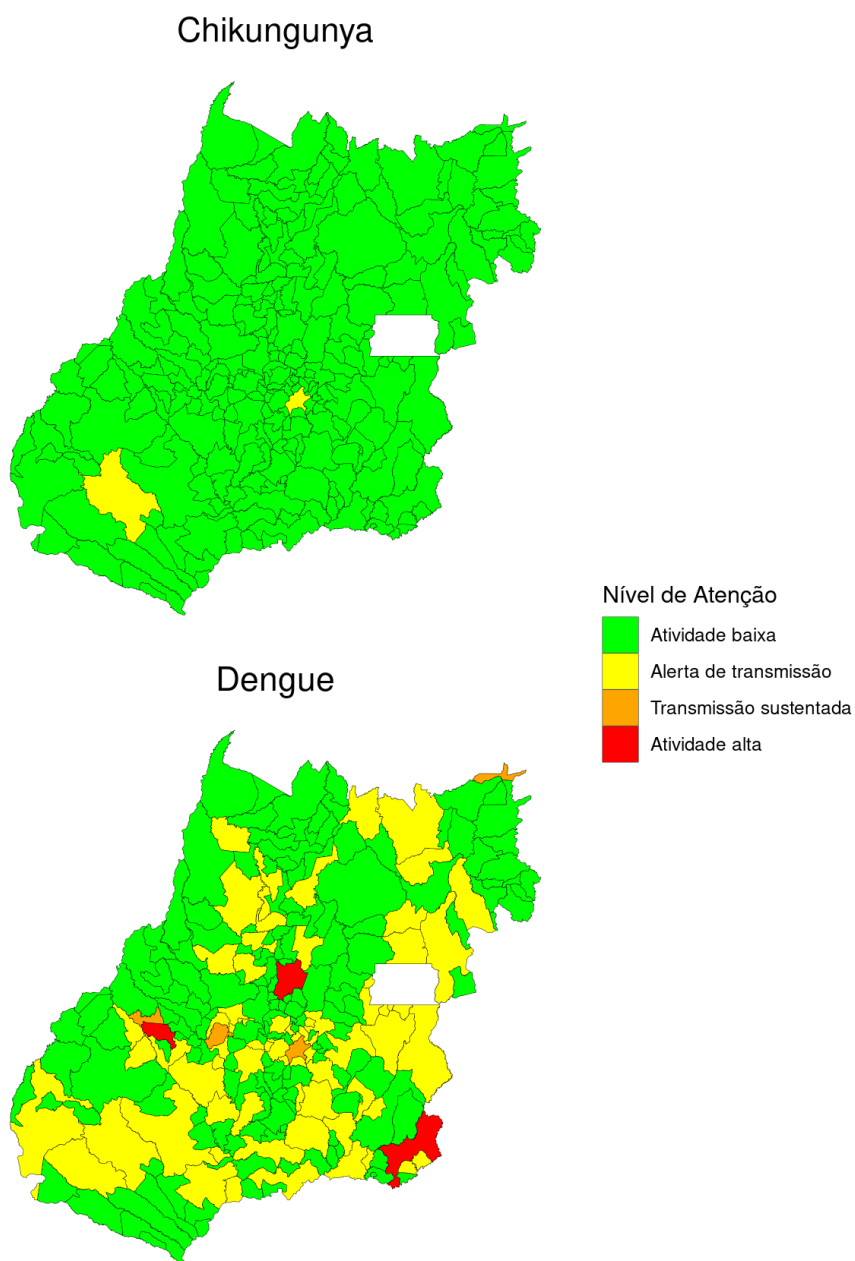 Chikungunya
Nível de Atenção
Atividade baixa
Alerta de transmissão
Transmissão sustentada
Atividade alta
Dengue